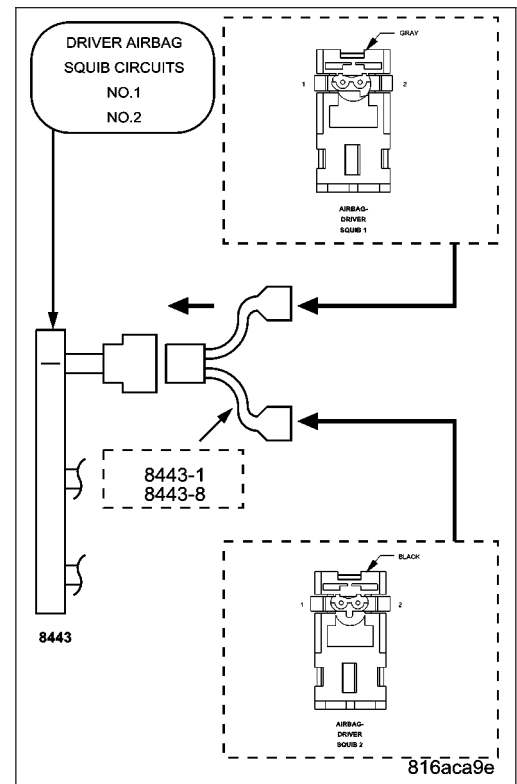 DRIVER AIRBAG
SQUIB CIRCUITS
NO.1
NO.2
GRAY
1
2
AIRBAG-
DRIVER
SQUIB 1
8443-1
8443-8
8443
BLACK
1
2
AIRBAG-
DRIVER
SQUIB 2
816aca9e